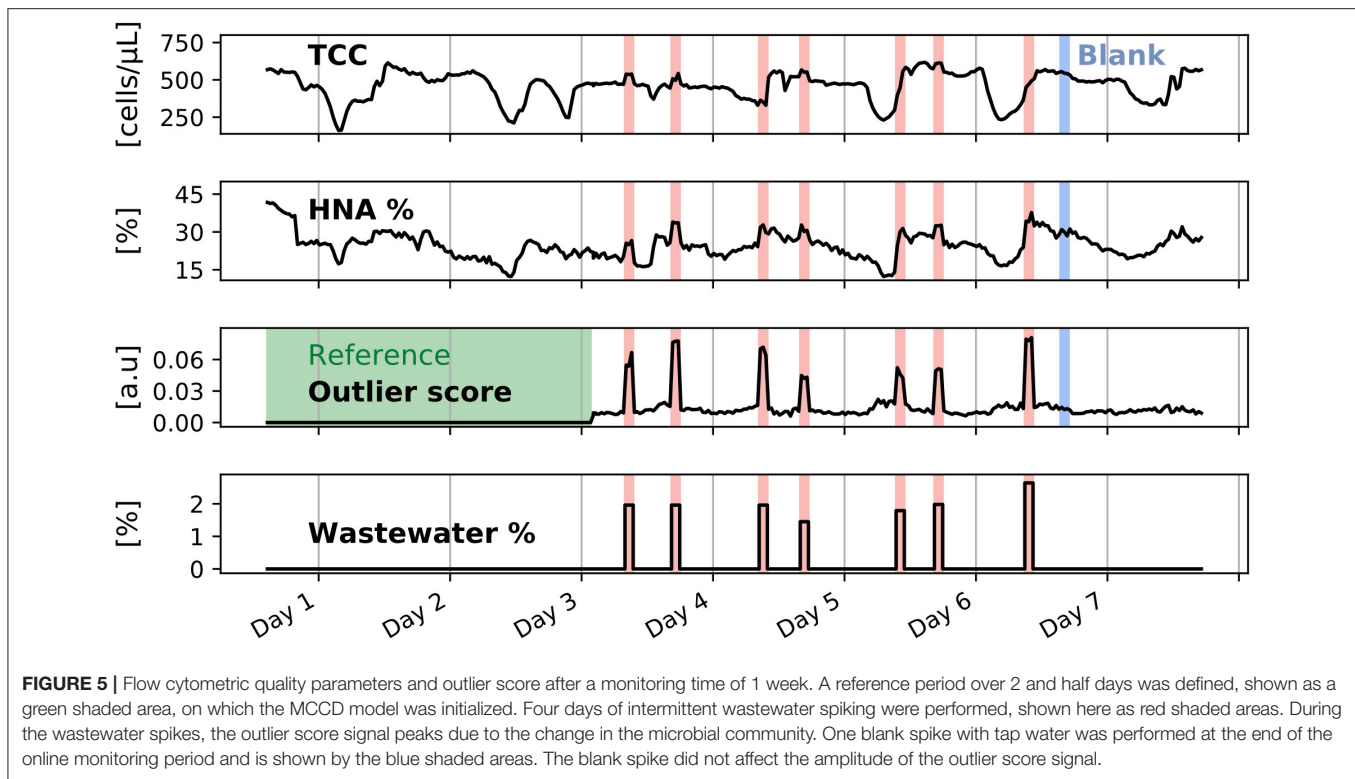 750
500
250
[cells/μL]
TCC
Blank
45
30
15
[%]
HNA %
0.06
0.03
0.00
[a.u]
Reference
Outlier score
2
1
0
[%]
Wastewater %
Day 1
Day 2
Day 3
Day 4
Day 5
Day 6
Day 7
FIGURE 5 | Flow cytometric quality parameters and outlier score after a monitoring time of 1 week. A reference period over 2 and half days was defined, shown as a
green shaded area, on which the MCCD model was initialized. Four days of intermittent wastewater spiking were performed, shown here as red shaded areas. During
the wastewater spikes, the outlier score signal peaks due to the change in the microbial community. One blank spike with tap water was performed at the end of the
online monitoring period and is shown by the blue shaded areas. The blank spike did not affect the amplitude of the outlier score signal.